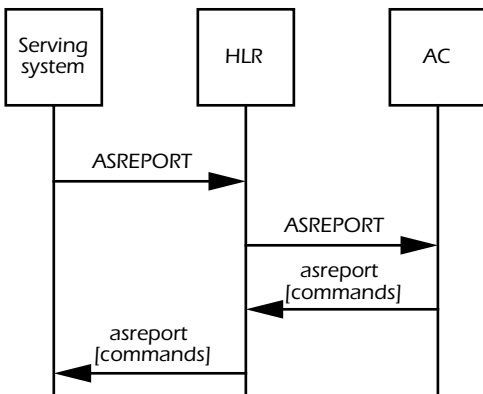 Serving
system
HLR
AC
ASREPORT
ASREPORT
asreport
[commands]
asreport
[commands]